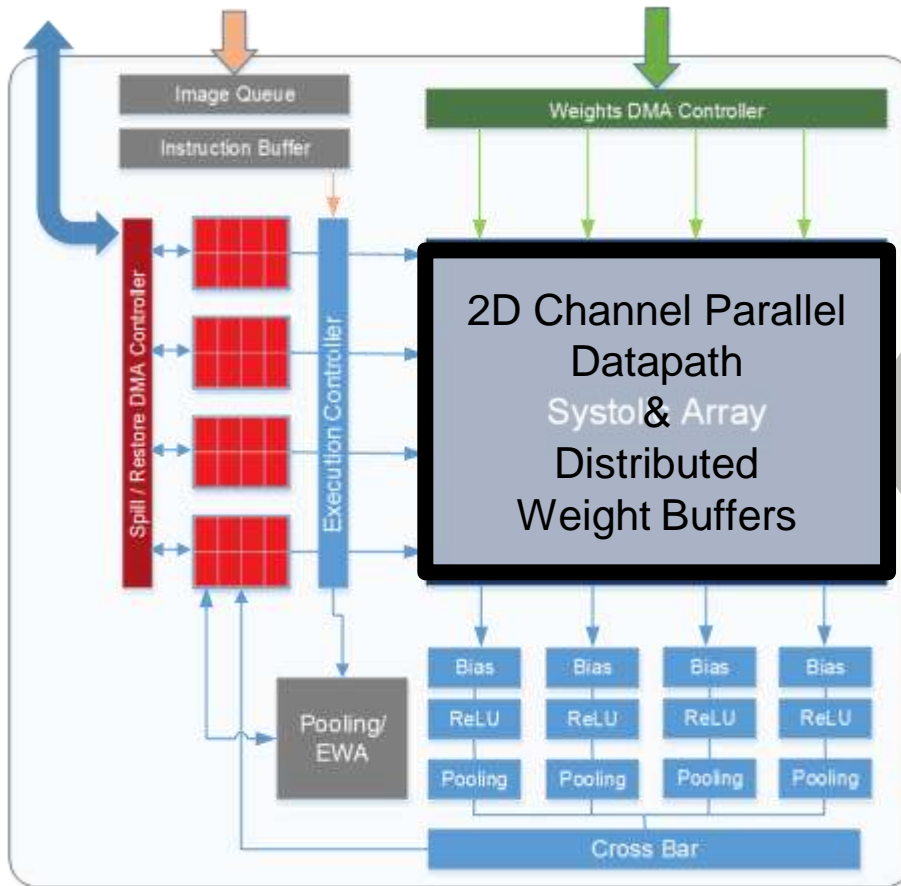 Image Queue
Weights DMA Controller
Instruction Buffer
Spill / Restore DMA Controller
Execution Controller
2D Channel Parallel
Datapath
Systolic Array
&
Distributed
Weight Buffers
Pooling/
EWA
Bias Bias Bias Bias
ReLU ReLU ReLU ReLU
Pooling Pooling Pooling Pooling
Cross Bar